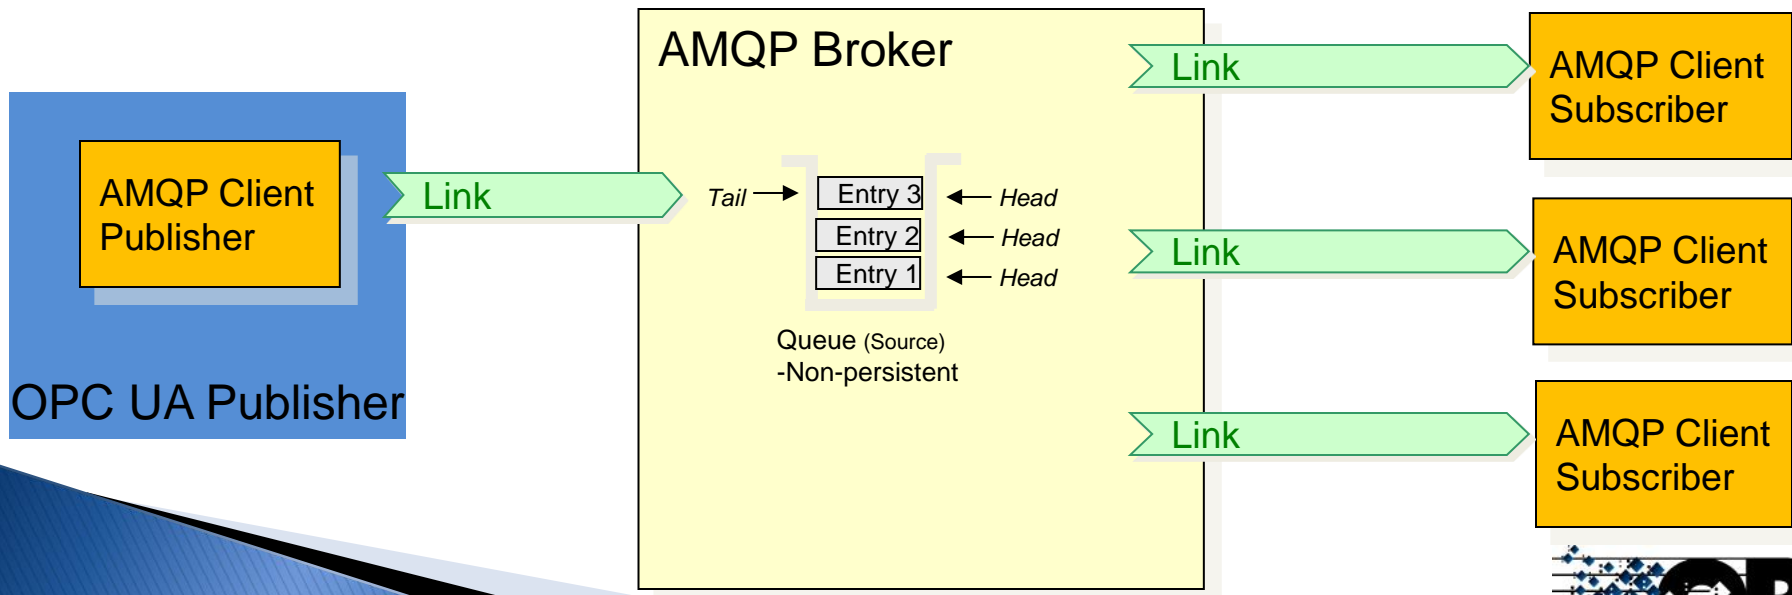 AMQP Client
Publisher
OPC UA Publisher
Link
AMQP Broker
Tail
Entry 3
Head
Entry 2
Head
Entry 1
Head
Queue (Source)
-Non-persistent
Link
AMQP Client
Subscriber
Link
AMQP Client
Subscriber
Link
AMQP Client
Subscriber